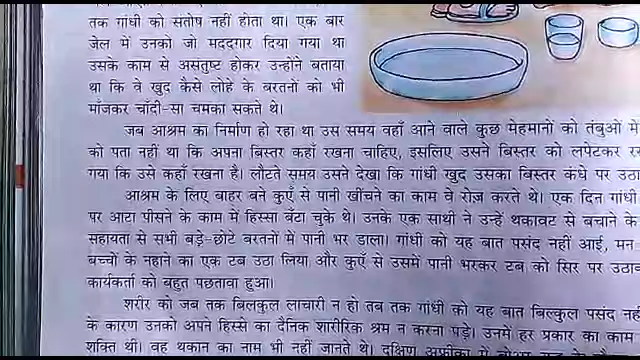 तक गांधी को संतोष नहीं होता था। एक बार
जेल में उनको जो मददगार दिया गया था
उसके काम से असंतुष्ट होकर उन्होंने बताया
था कि वे खुद कैसे लोहे के बरतनों को भी
माँजकर चाँदी-सा चमका सकते थे।
जब आश्रम का निर्माण हो रहा था उस समय वहाँ आने वाले कुछ मेहमानों को तंबुओं में
को पता नहीं था कि अपना बिस्तर कहाँ रखना चाहिए, इसलिए उसने बिस्तर को लपेटकर
गया कि उसे कहाँ रखना है। लौटते समय उसने देखा कि गांधी खुद उसका बिस्तर कंधे पर उठा
आश्रम के लिए बाहर बने कुएँ से पानी खींचने का काम वे रोज़ करते थे। एक दिन गांधी
पर आटा पीसने के काम में हिस्सा बँटा चुके थे। उनके एक साथी ने उन्हें थकावट से बचाने के
सहायता से सभी बड़े-छोटे बरतनों में पानी भर डाला। गांधी को यह बात पसंद नहीं आई, मन
बच्चों के नहाने का एक टब उठा लिया और कुएँ से उसमें पानी भरकर टब को सिर पर उठा
कार्यकर्ता को बहुत पछतावा हुआ।
शरीर को जब तक बिलकुल लाचारी न हो तब तक गांधी को यह बात बिल्कुल पसंद नहीं
के कारण उनको अपने हिस्से का दैनिक शारीरिक श्रम न करना पड़े। उनमें हर प्रकार का काम
शक्ति थी। वह थकान का नाम भी नहीं जानते थे। दक्षिण अफ्रीका में